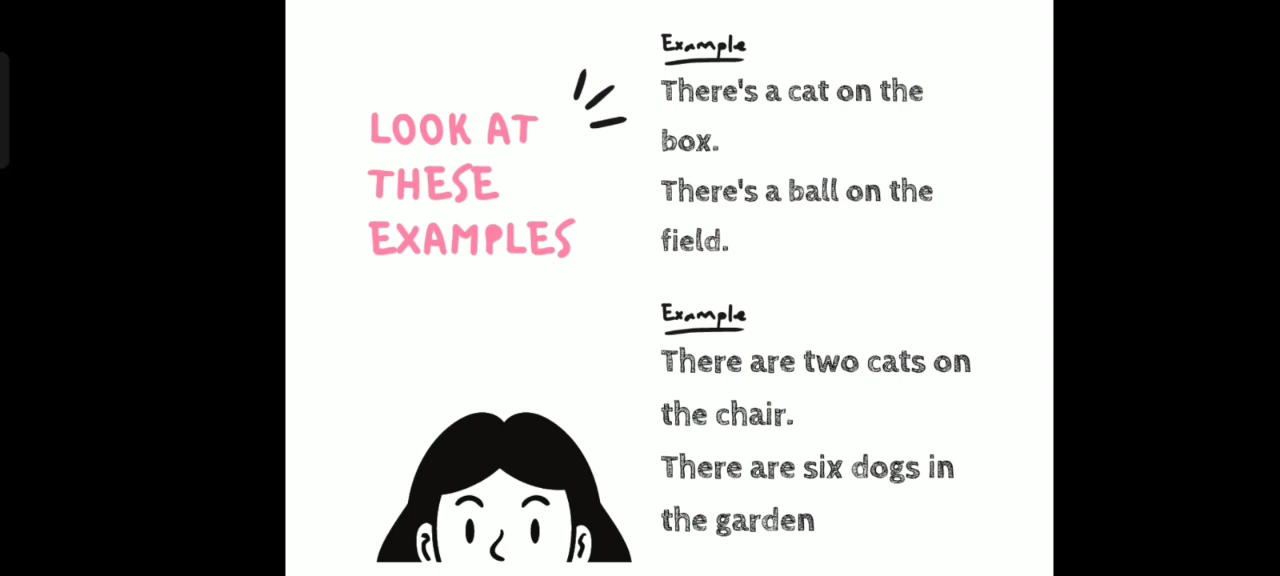 LOOK AT
THESE
EXAMPLES
Example
There's a cat on the
box.
There's a ball on the
field.
Example
There are two cats on
the chair.
There are six dogs in
the garden